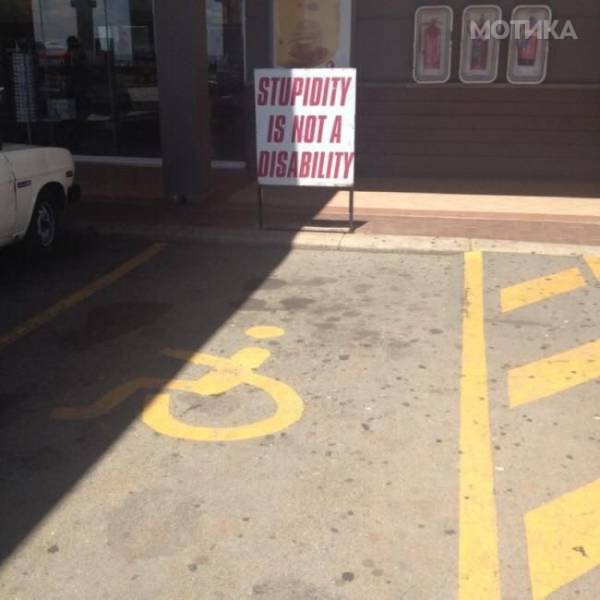 МОТИКА
STUPIDITY
IS NOT A
DISABILITY